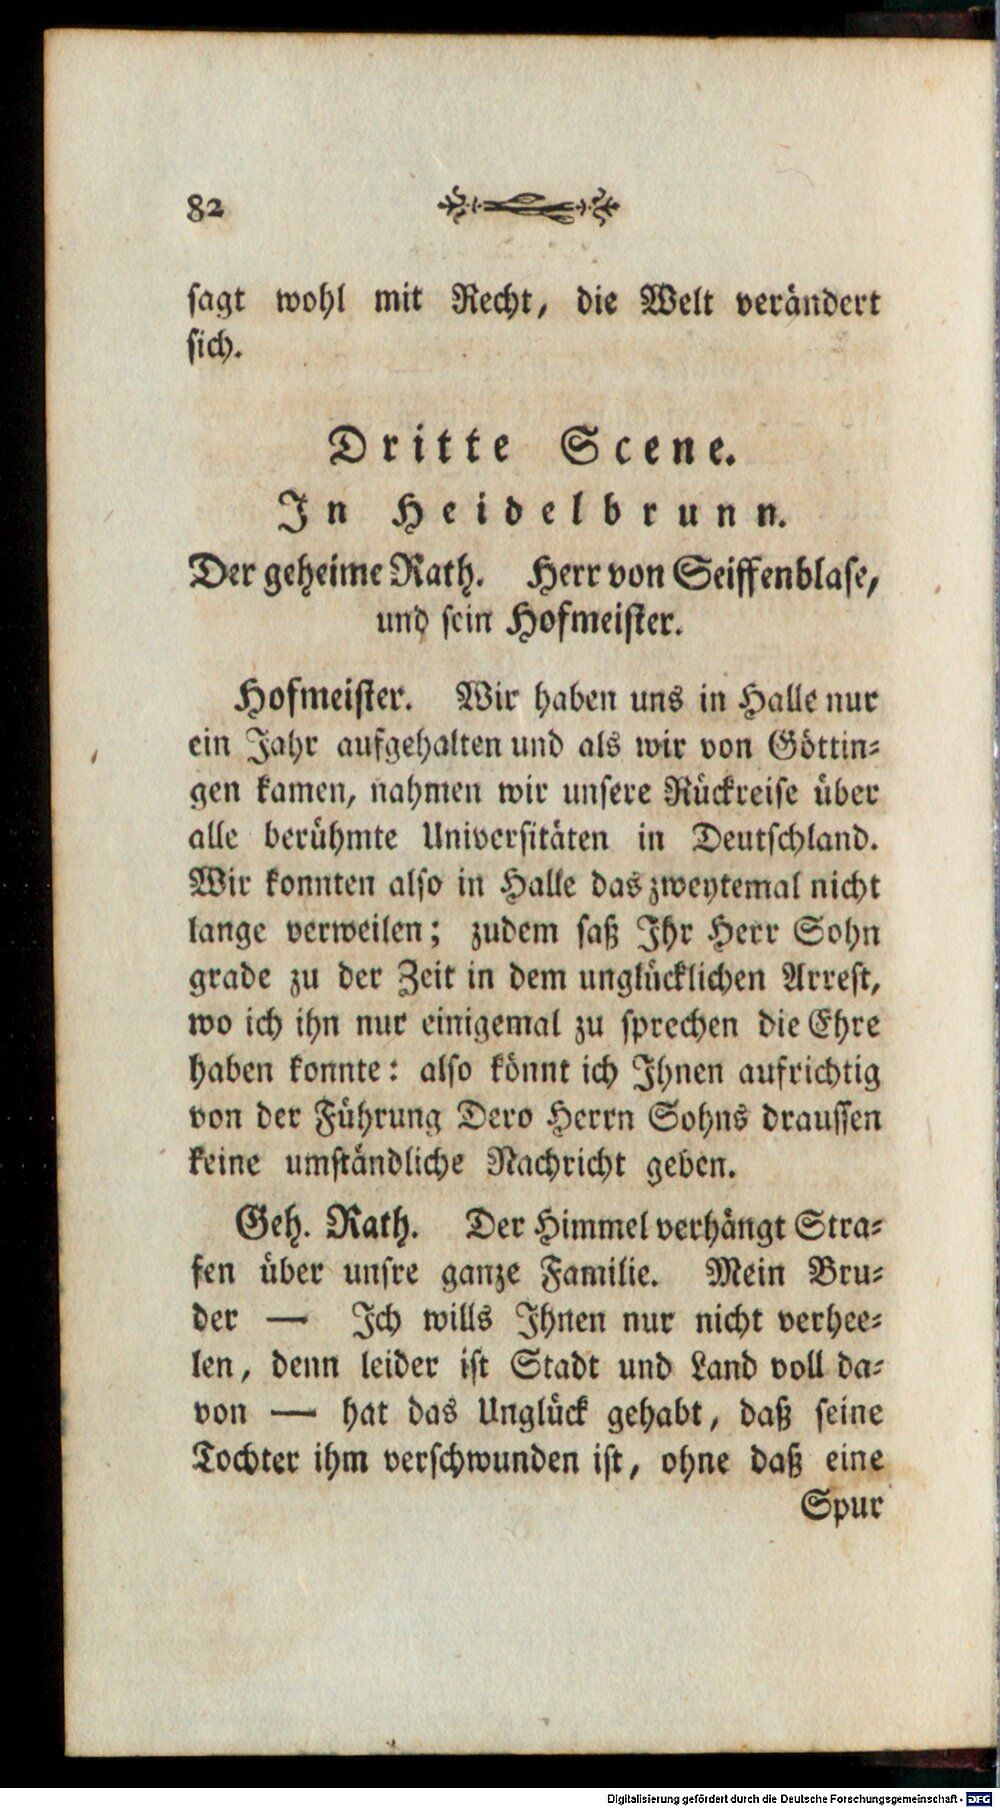 82
sagt wohl mit Recht, die Welt verändert
sich.
Dritte Scene.
In Heidelbrunn.
Der geheime Rath. Herr von Seiffenblase,
und sein Hofmeister.
Hofmeister. Wir haben uns in Halle nur
ein Jahr aufgehalten und als wir von Göttin-
gen kamen, nahmen wir unsere Rückreise über
alle berühmte Universitäten in Deutschland.
Wir konnten also in Halle das zweytemal nicht
lange verweilen; zudem saß Ihr Herr Sohn
grade zu der Zeit in dem unglücklichen Arrest,
wo ich ihn nur einigemal zu sprechen die Ehre
haben konnte: also könnt ich Ihnen aufrichtig
von der Führung Dero Herrn Sohns draussen
keine umständliche Nachricht geben.
Geh. Rath. Der Himmel verhängt Stra-
fen über unsre ganze Familie. Mein Bru-
der — Ich wills Ihnen nur nicht verhee-
len, denn leider ist Stadt und Land voll da-
von — hat das Unglück gehabt, daß seine
Tochter ihm verschwunden ist, ohne daß eine
Spur
Digitalisierung gefördert durch die Deutsche Forschungsgemeinschaft - DFG